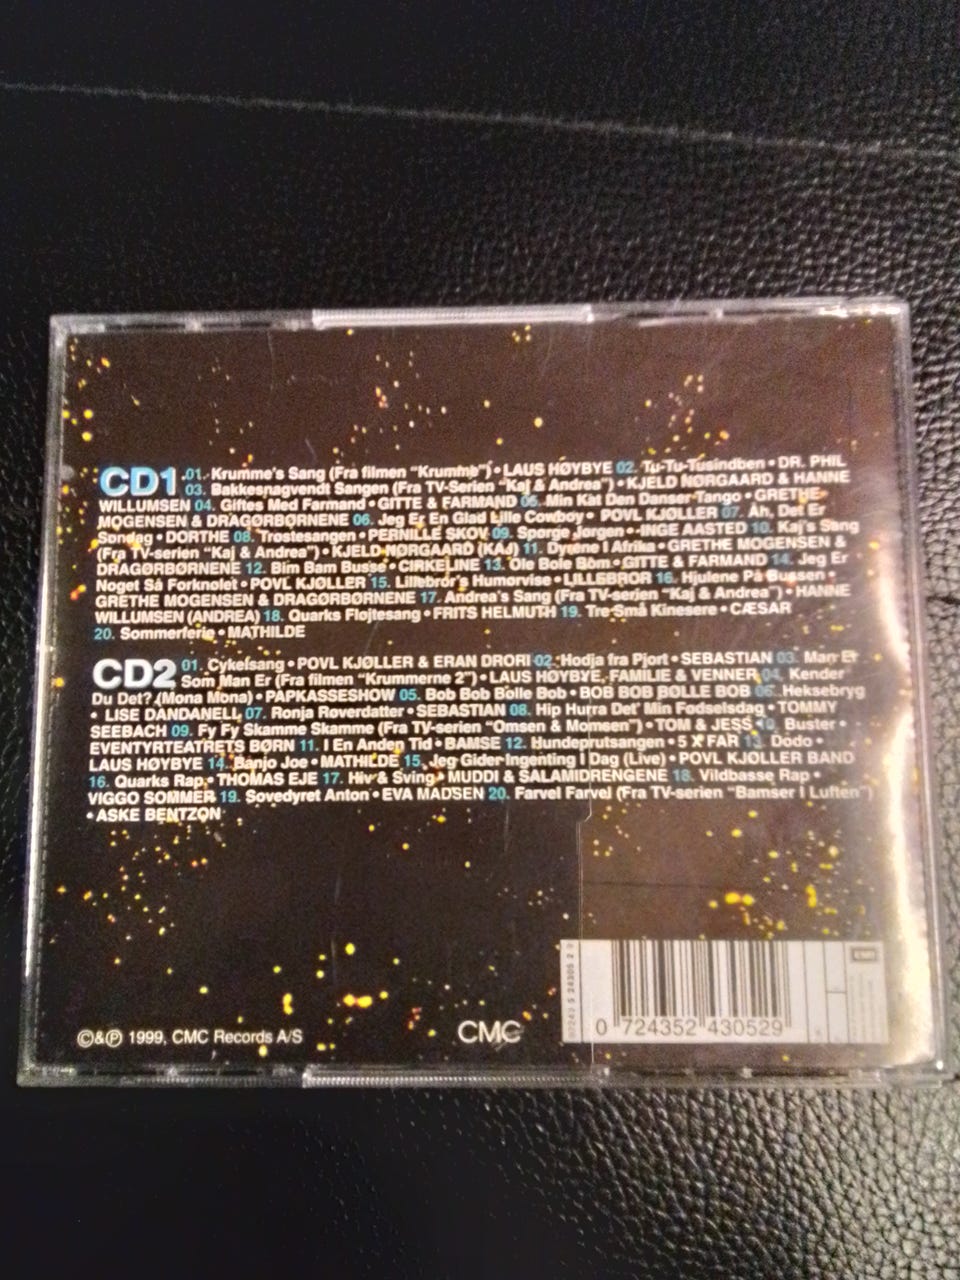 CD1 01. Krumme's Sang (Fra filmen "Krumme") • LAUS HØYBYE 02. Tu-Tu-Tusindben • DR. PHIL
03. Bakkesnagvendt Sangen (Fra TV-Serien "Kaj & Andrea") • KJELD NØRGAARD & HANNE
WILLUMSEN 04. Giftes Med Farmand • GITTE & FARMAND 05. Min Kat Den Danser Tango • GRETHE
MOGENSEN & DRAGØRBØRNENE 06. Jeg Er En Glad Lille Cowboy • POVL KJØLLER 07. Åh, Det Er
Søndag • DORTHE 08. Trøstesangen • PERNILLE SKOV 09. Spørge Jørgen • INGE AASTED 10. Kaj's Sang
(Fra TV-serien "Kaj & Andrea") • KJELD NØRGAARD (KAJ) 11. Dyrene I Afrika • GRETHE MOGENSEN &
DRAGØRBØRNENE 12. Bim Bam Busse • CIRKELINE 13. Ole Bole Bom • GITTE & FARMAND 14. Jeg Er
Noget Så Forknølet • POVL KJØLLER 15. Lillebror's Humørvise • LILLEBROR 16. Hjulene På Bussen •
GRETHE MOGENSEN & DRAGØRBØRNENE 17. Andrea's Sang (Fra TV-serien "Kaj & Andrea") • HANNE
WILLUMSEN (ANDREA) 18. Quarks Fløjtesang • FRITS HELMUTH 19. Tre Små Kinesere • CÆSAR
20. Sommerferie • MATHILDE
CD2 01. Cykelsang • POVL KJØLLER & ERAN DRORI 02. Hodja fra Pjort • SEBASTIAN 03. Man Er
Som Man Er (Fra filmen "Krummerne 2") • LAUS HØYBYE, FAMILIE & VENNER 04. Kender
Du Det? (Mona Mona) • PAPKASSESHOW 05. Bob Bob Bolle Bob • BOB BOB BOLLE BOB 06. Heksebryg
• LISE DANDANELL 07. Ronja Røverdatter • SEBASTIAN 08. Hip Hurra Det' Min Fødselsdag • TOMMY
SEEBACH 09. Fy Fy Skamme Skamme (Fra TV-serien "Omsen & Momsen") • TOM & JESS 10. Buster •
EVENTYRTEATRETS BØRN 11. I En Anden Tid • BAMSE 12. Hundeprutsangen • 5 X FAR 13. Dodo •
LAUS HØYBYE 14. Banjo Joe • MATHILDE 15. Jeg Gider Ingenting I Dag (Live) • POVL KJØLLER BAND
16. Quarks Rap • THOMAS EJE 17. Hiv & Sving • MUDDI & SALAMIDRENGENE 18. Vildbasse Rap •
VIGGO SOMMER 19. Sovedyret Anton • EVA MADSEN 20. Farvel Farvel (Fra TV-serien "Bamser I Luften")
• ASKE BENTZON
©&℗ 1999, CMC Records A/S
CMC
0 724352 430529
EMI